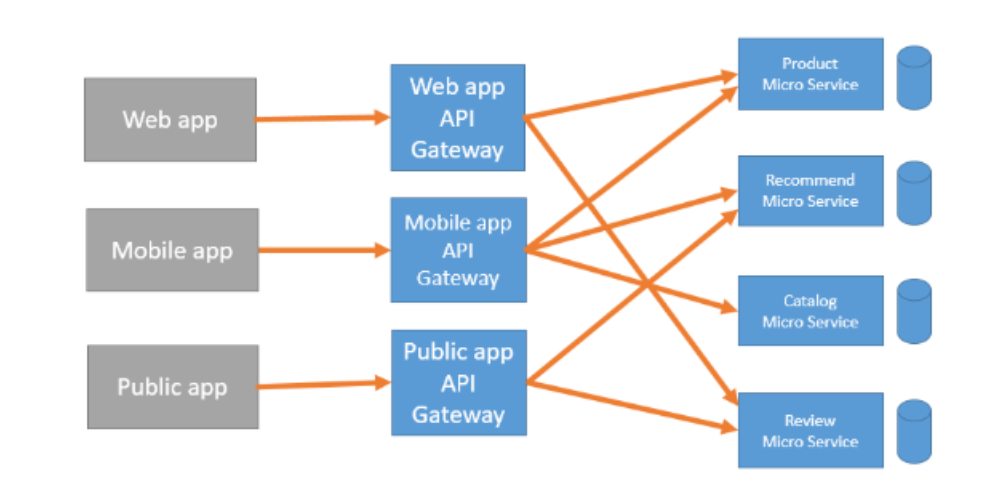 Web app
Web app
API
Gateway
Product
Micro Service
Mobile app
Mobile app
API
Gateway
Recommend
Micro Service
Catalog
Micro Service
Public app
Public app
API
Gateway
Review
Micro Service